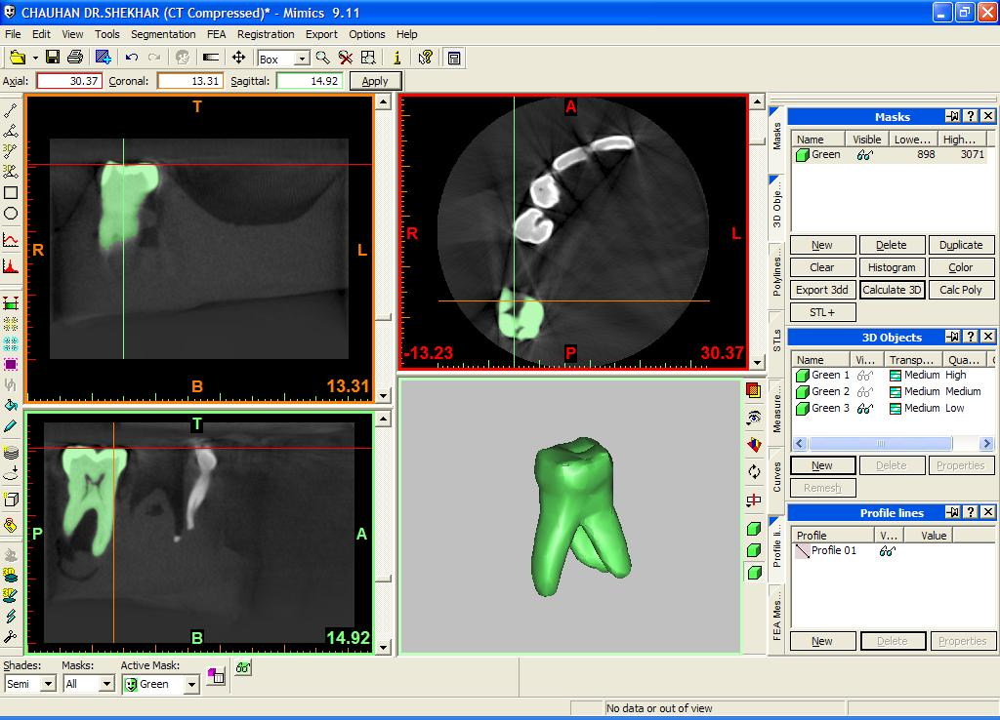 CHAUHAN DR.SHEKHAR (CT Compressed)* - Mimics 9.11
File Edit View Tools Segmentation FEA Registration Export Options Help
Box
Axial: 30.37 Coronal: 13.31 Sagittal: 14.92 Apply
T
R
L
B
13.31
A
R
L
-13.23
P
30.37
T
P
A
B
14.92
3D
3D
Masks
3D Obje...
Polylines...
STLs
Measure...
Curves
Profile li...
FEA Mes...
Masks
Name Visible Lowe... High...
Green 898 3071
New Delete Duplicate
Clear Histogram Color
Export 3dd Calculate 3D Calc Poly
STL+
3D Objects
Name Vi... Transp... Qua...
Green 1 Medium High
Green 2 Medium Medium
Green 3 Medium Low
New Delete Properties
Remesh
Profile lines
Profile V... Value
Profile 01
New Delete Properties
Shades: Masks: Active Mask:
Semi All Green
No data or out of view